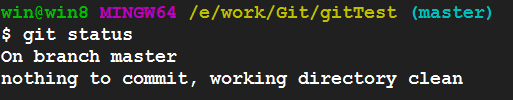 win@win8 MINGW64 /e/work/Git/gitTest (master)
$ git status
On branch master
nothing to commit, working directory clean